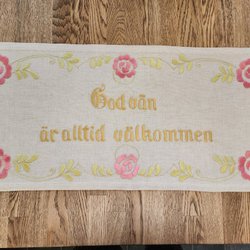 God vän
är alltid välkommen